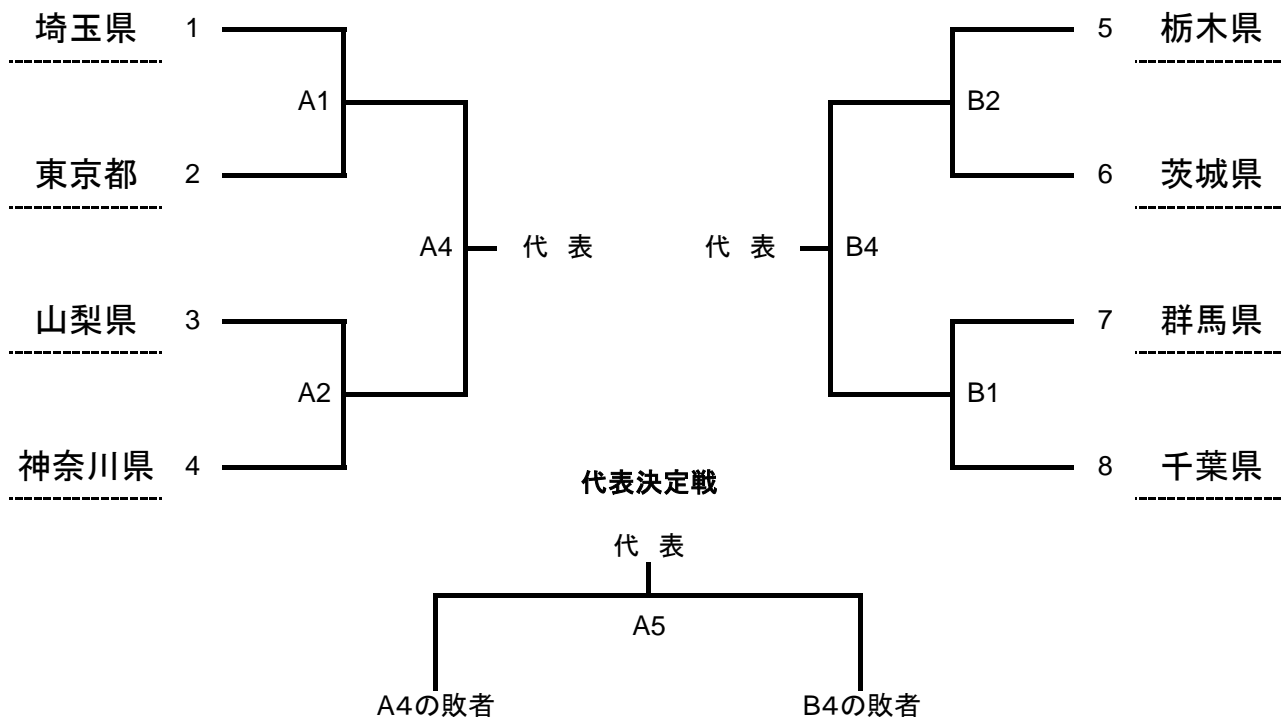 埼玉県 1
5 栃木県
A1
B2
東京都 2
6 茨城県
A4 代 表
代 表 B4
山梨県 3
7 群馬県
A2
B1
神奈川県 4
8 千葉県
代表決定戦
代 表
A5
A4の敗者
B4の敗者